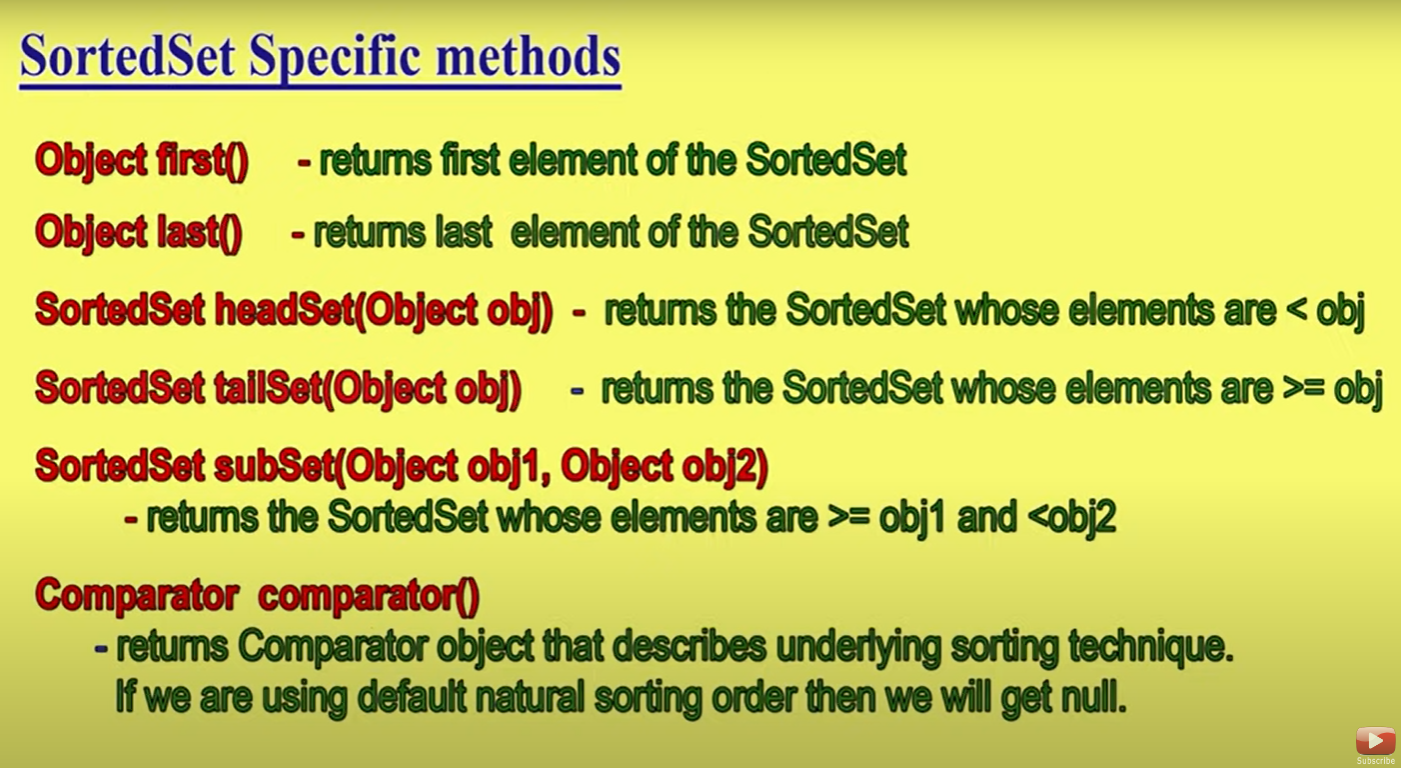 SortedSet Specific methods
Object first() - returns first element of the SortedSet
Object last() - returns last element of the SortedSet
SortedSet headSet(Object obj) - returns the SortedSet whose elements are < obj
SortedSet tailSet(Object obj) - returns the SortedSet whose elements are >= obj
SortedSet subSet(Object obj1, Object obj2)
- returns the SortedSet whose elements are >= obj1 and <obj2
Comparator comparator()
- returns Comparator object that describes underlying sorting technique.
If we are using default natural sorting order then we will get null.
Subscribe